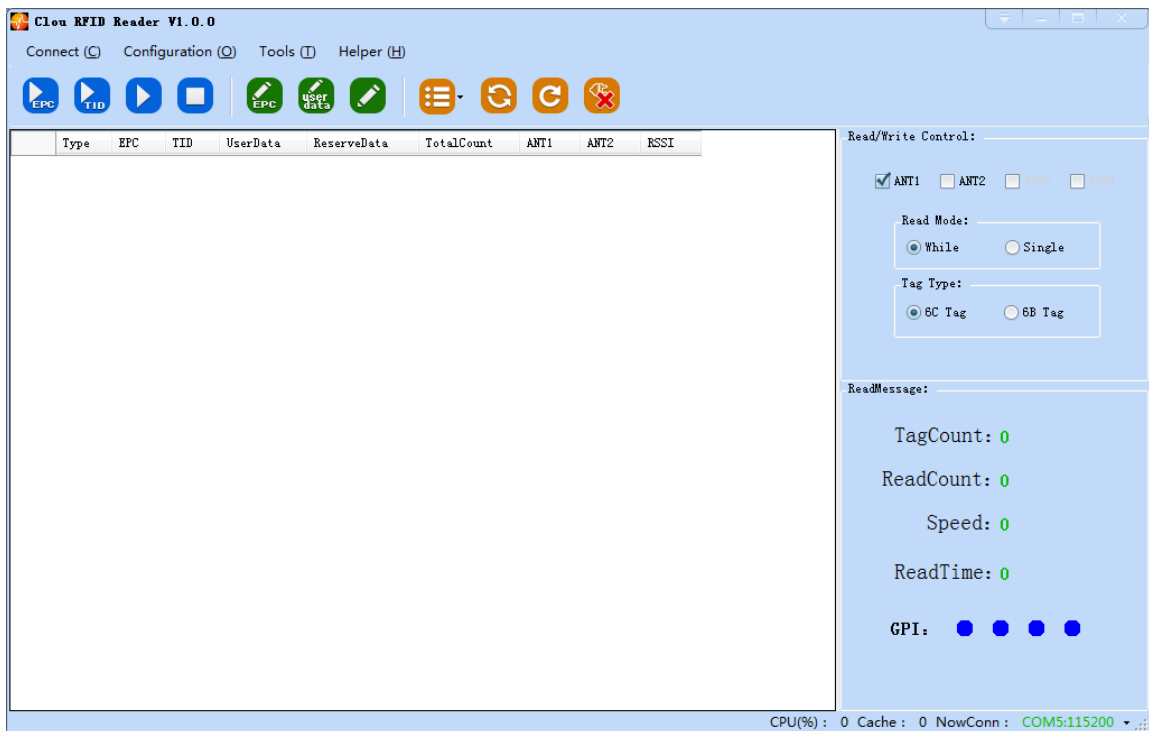 Clou RFID Reader V1.0.0
Connect (C) Configuration (O) Tools (T) Helper (H)
EPC TID EPC user data
Type EPC TID UserData ReserveData TotalCount ANT1 ANT2 RSSI
Read/Write Control:
ANT1 ANT2
Read Mode:
While Single
Tag Type:
6C Tag 6B Tag
ReadMessage:
TagCount: 0
ReadCount: 0
Speed: 0
ReadTime: 0
GPI:
CPU(%) : 0 Cache : 0 NowConn : COM5:115200